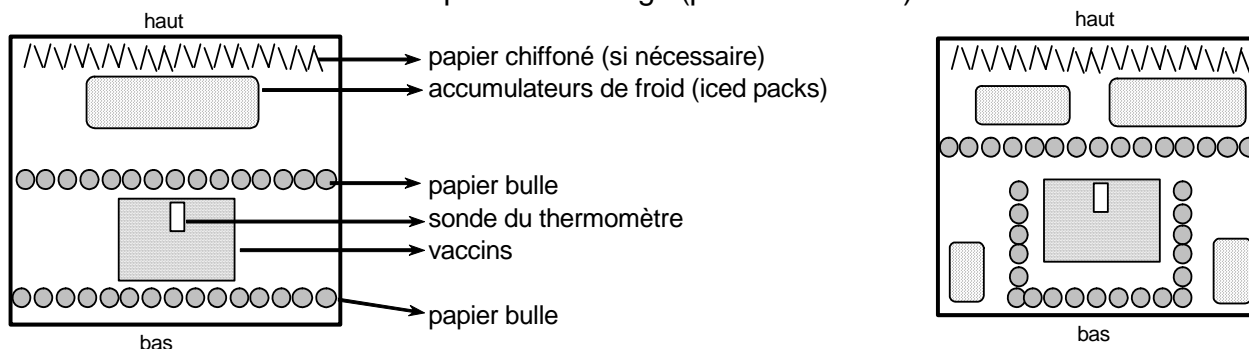 haut
papier chiffoné (si nécessaire)
accumulateurs de froid (iced packs)
papier bulle
sonde du thermomètre
vaccins
papier bulle
bas
haut
bas